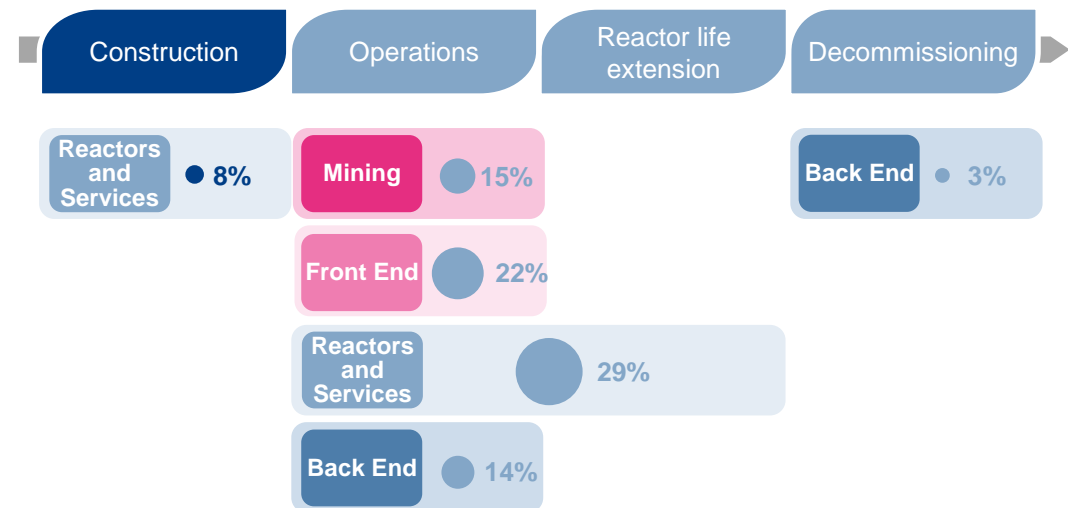 Construction
Operations
Reactor life
extension
Decommissioning
Reactors
and
Services
8%
Mining
15%
Back End
3%
Front End
22%
Reactors
and
Services
29%
Back End
14%